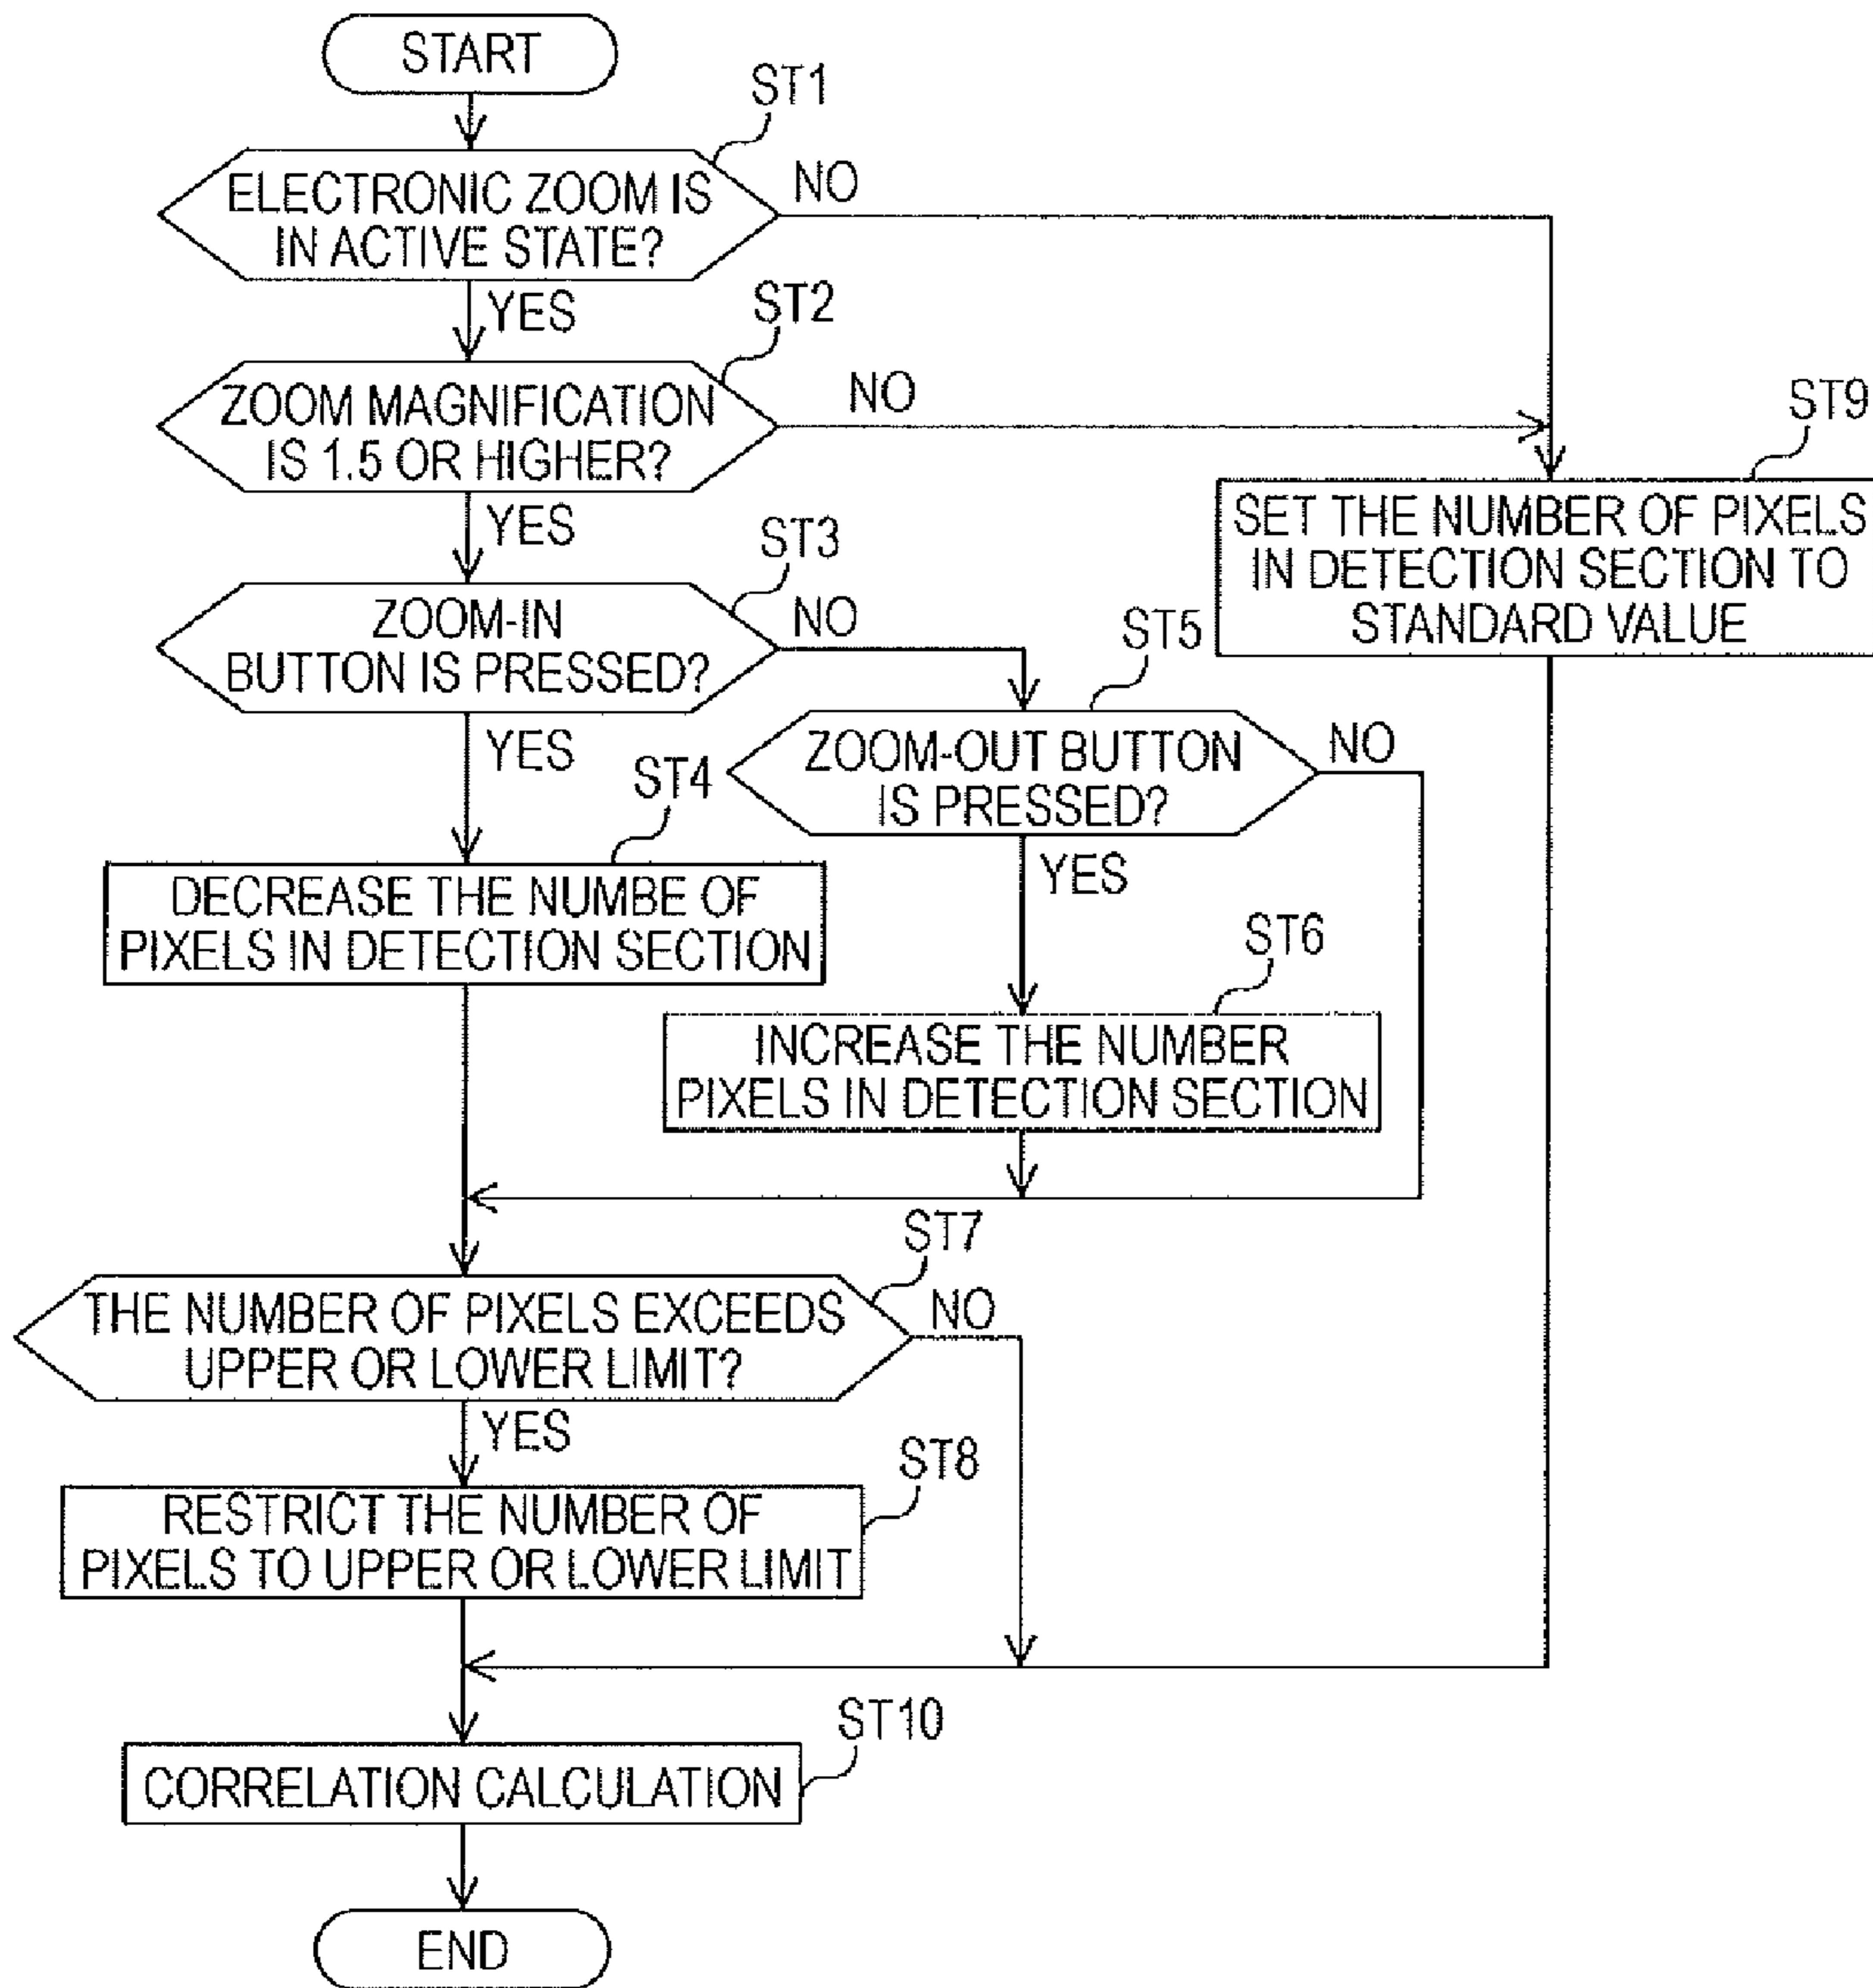 START
ST1
ELECTRONIC ZOOM IS
IN ACTIVE STATE?
NO
YES
ST2
ZOOM MAGNIFICATION
IS 1.5 OR HIGHER?
NO
YES
ST9
SET THE NUMBER OF PIXELS
IN DETECTION SECTION TO
STANDARD VALUE
ST3
ZOOM-IN
BUTTON IS PRESSED?
NO
YES
ST5
ZOOM-OUT BUTTON
IS PRESSED?
NO
YES
ST4
DECREASE THE NUMBE OF
PIXELS IN DETECTION SECTION
ST6
INCREASE THE NUMBER
PIXELS IN DETECTION SECTION
ST7
THE NUMBER OF PIXELS EXCEEDS
UPPER OR LOWER LIMIT?
NO
YES
ST8
RESTRICT THE NUMBER OF
PIXELS TO UPPER OR LOWER LIMIT
ST10
CORRELATION CALCULATION
END